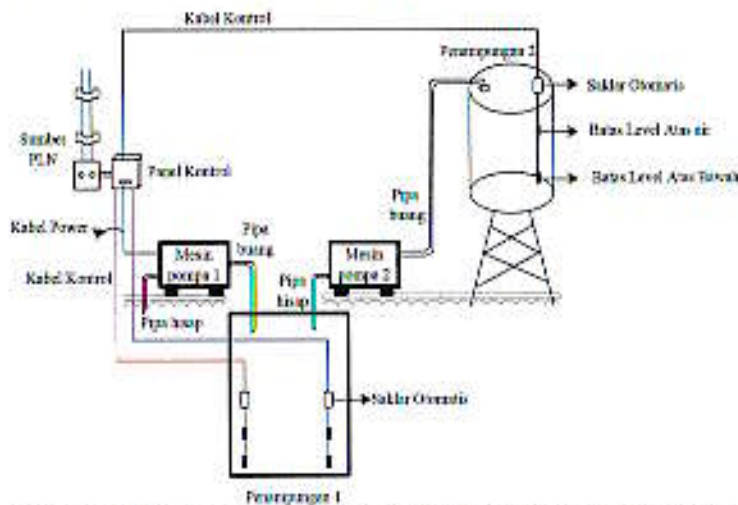 Kabel Kontrol
Penampungan 2
Saklar Otomatis
Sumber
PLN
Batas Level Atas air
Panel Kontrol
Batas Level Atas Bawah
Pipa
buang
Kabel Power
Pipa
buang
Mesin
pompa 1
Mesin
pompa 2
Kabel Kontrol
Pipa
hisap
Pipa hisap
Saklar Otomatis
Penampungan 1